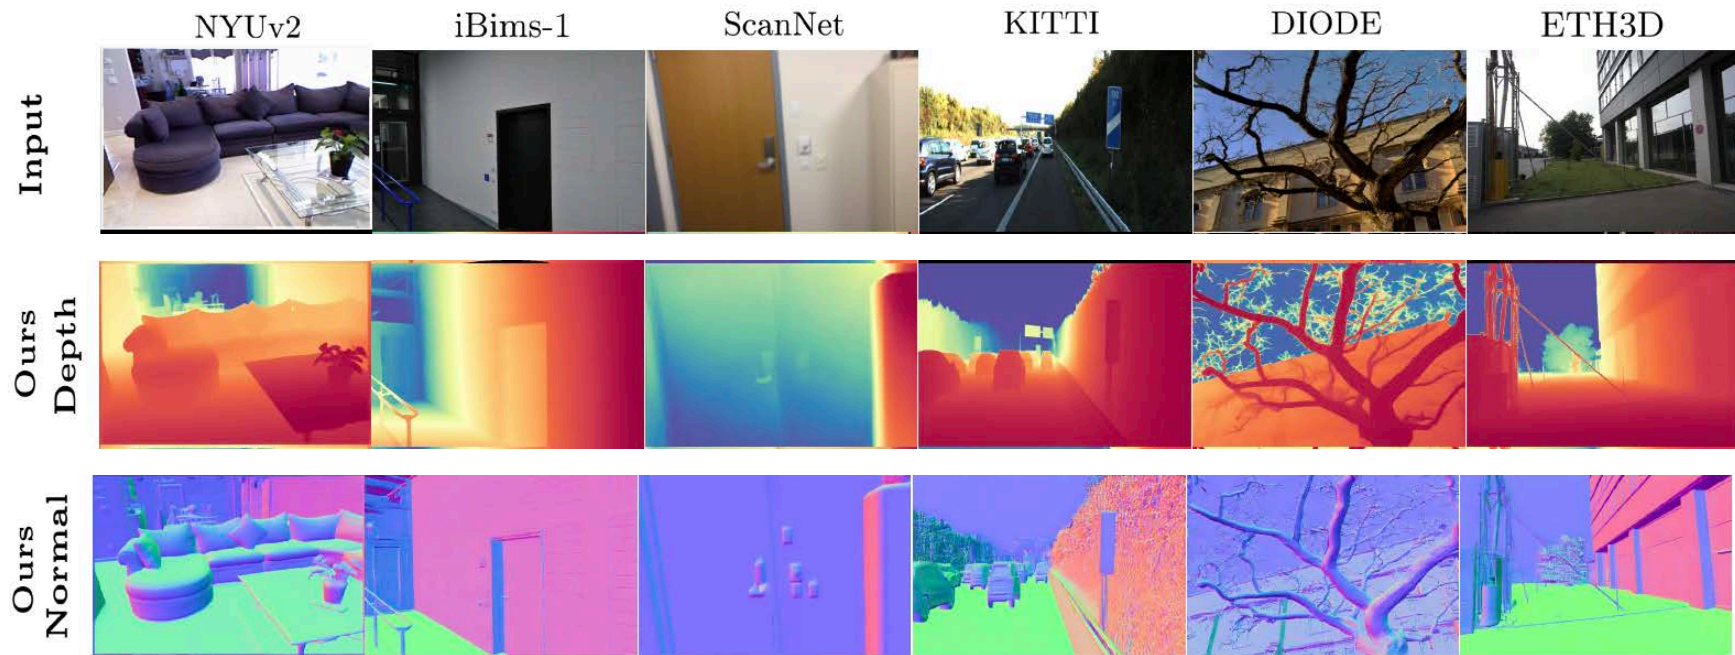 NYUv2 iBims-1 ScanNet KITTI DIODE ETH3D
Input
Ours
Depth
Ours
Normal